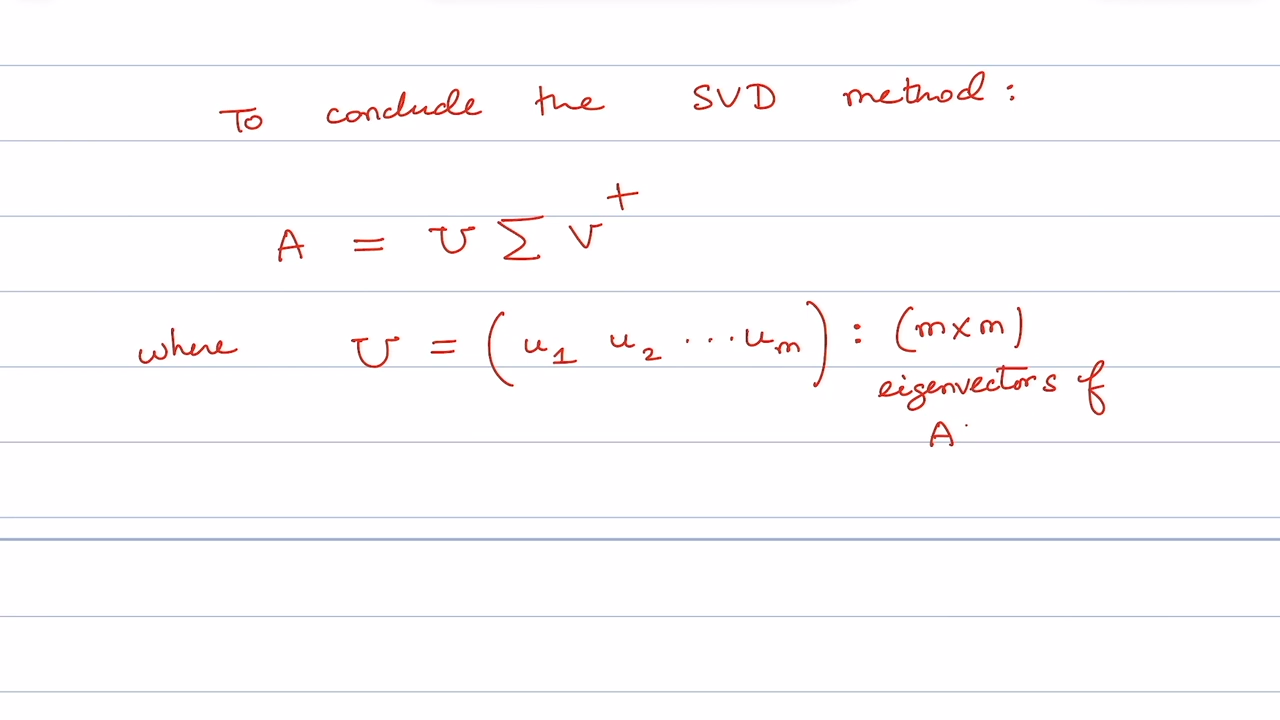 To conclude the SVD method:
A = U Σ V⁺
where U = (u₁ u₂ ... uₘ) : (m×m)
eigenvectors of
A